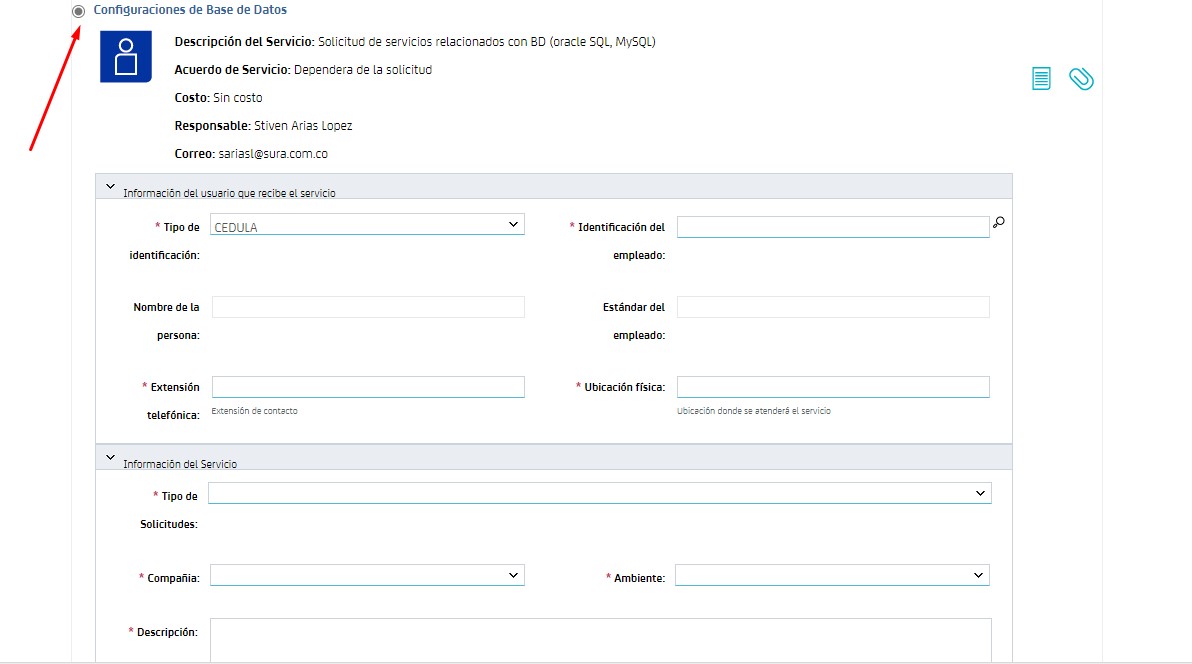 Configuraciones de Base de Datos
Descripción del Servicio: Solicitud de servicios relacionados con BD (oracle SQL, MySQL)
Acuerdo de Servicio: Dependera de la solicitud
Costo: Sin costo
Responsable: Stiven Arias Lopez
Correo: sariasl@sura.com.co
Información del usuario que recibe el servicio
* Tipo de identificación:
CEDULA
* Identificación del empleado:
Nombre de la persona:
Estándar del empleado:
* Extensión telefónica:
Extensión de contacto
* Ubicación física:
Ubicación donde se atenderá el servicio
Información del Servicio
* Tipo de Solicitudes:
* Compañia:
* Ambiente:
* Descripción: